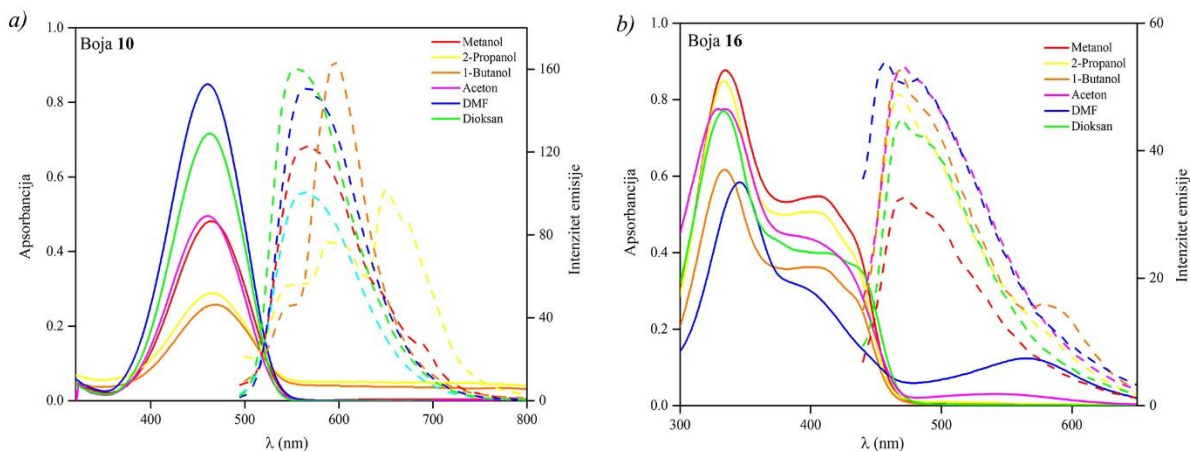 a)
Boja 10
Metanol
2-Propanol
1-Butanol
Aceton
DMF
Dioksan
Apsorbancija
1.0
0.8
0.6
0.4
0.2
0.0
Intenzitet emisije
160
120
80
40
0
400 500 600 700 800
λ (nm)
b)
Boja 16
Metanol
2-Propanol
1-Butanol
Aceton
DMF
Dioksan
Apsorbancija
1.0
0.8
0.6
0.4
0.2
0.0
Intenzitet emisije
60
40
20
0
300 400 500 600
λ (nm)